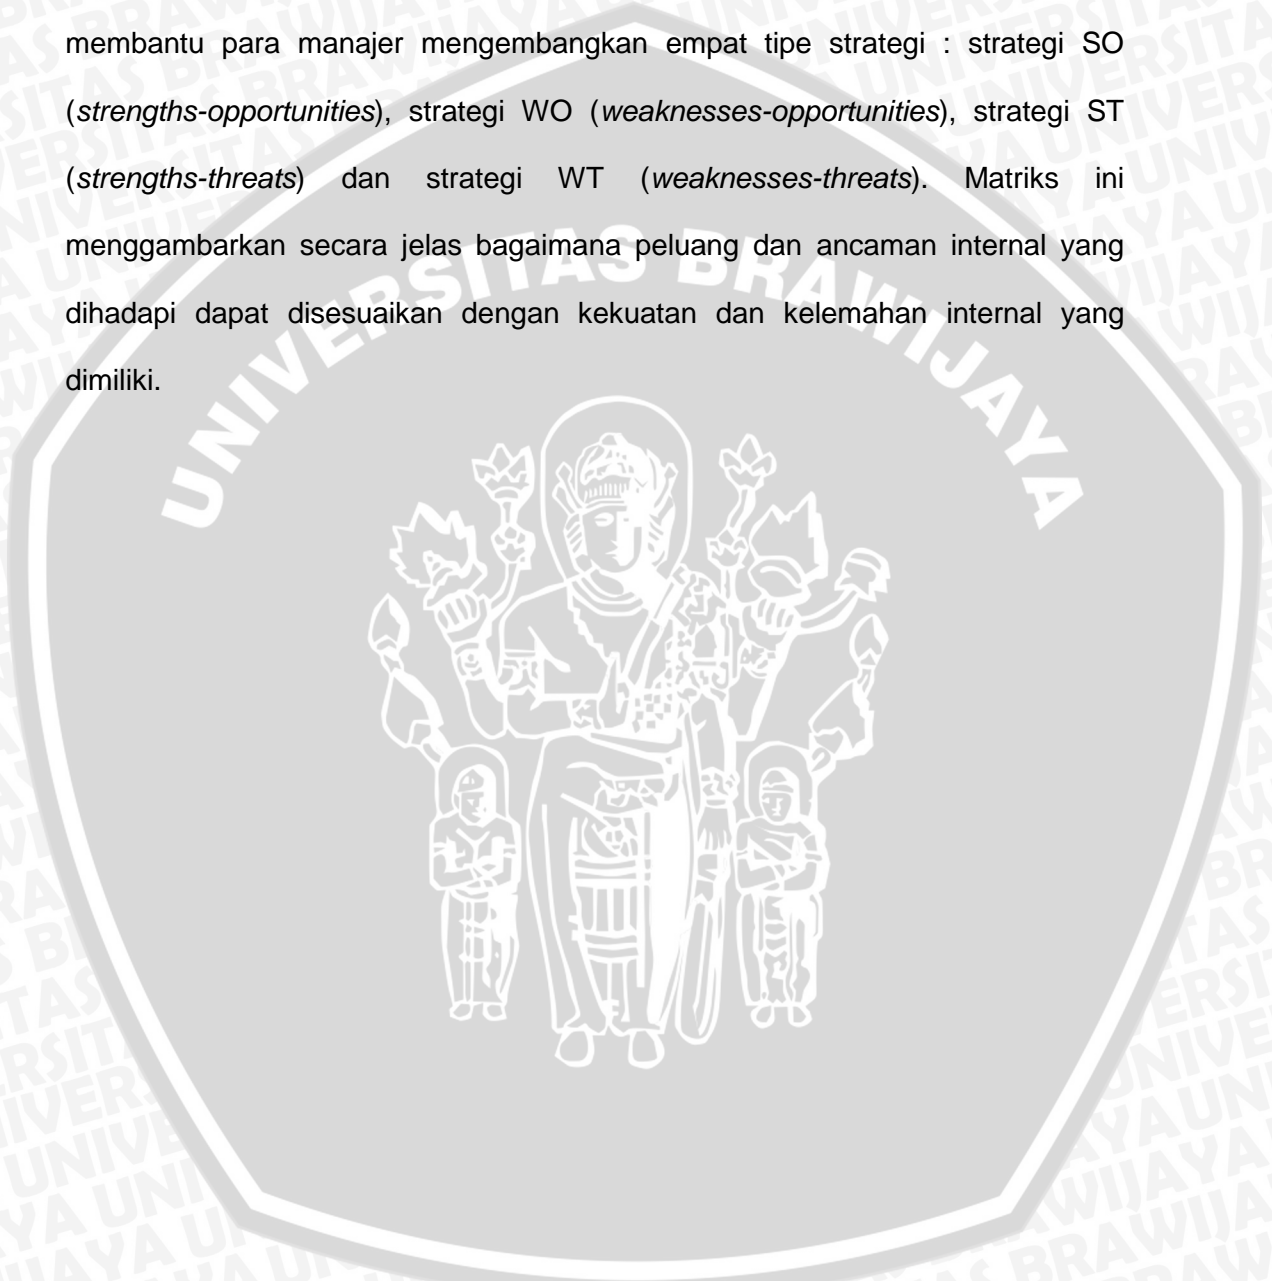 membantu para manajer mengembangkan empat tipe strategi : strategi SO
(strengths-opportunities), strategi WO (weaknesses-opportunities), strategi ST
(strengths-threats) dan strategi WT (weaknesses-threats). Matriks ini
menggambarkan secara jelas bagaimana peluang dan ancaman internal yang
dihadapi dapat disesuaikan dengan kekuatan dan kelemahan internal yang
dimiliki.
UNIVERSITAS BRAWIJAYA